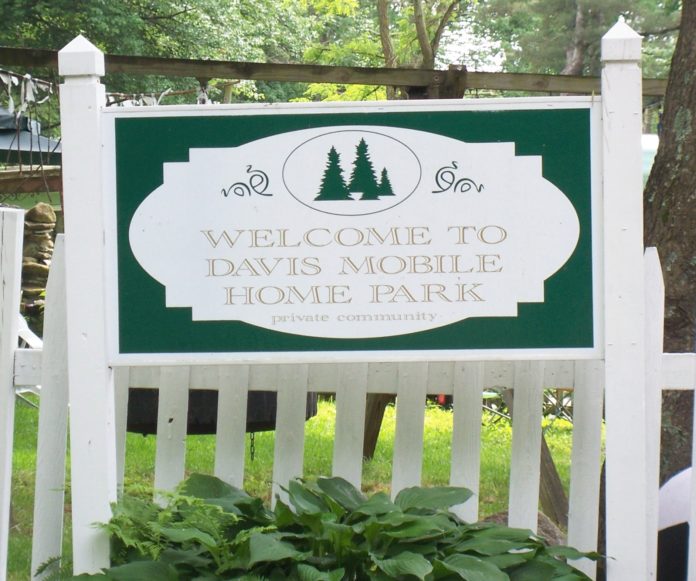 WELCOME TO
DAVIS MOBILE
HOME PARK
private community